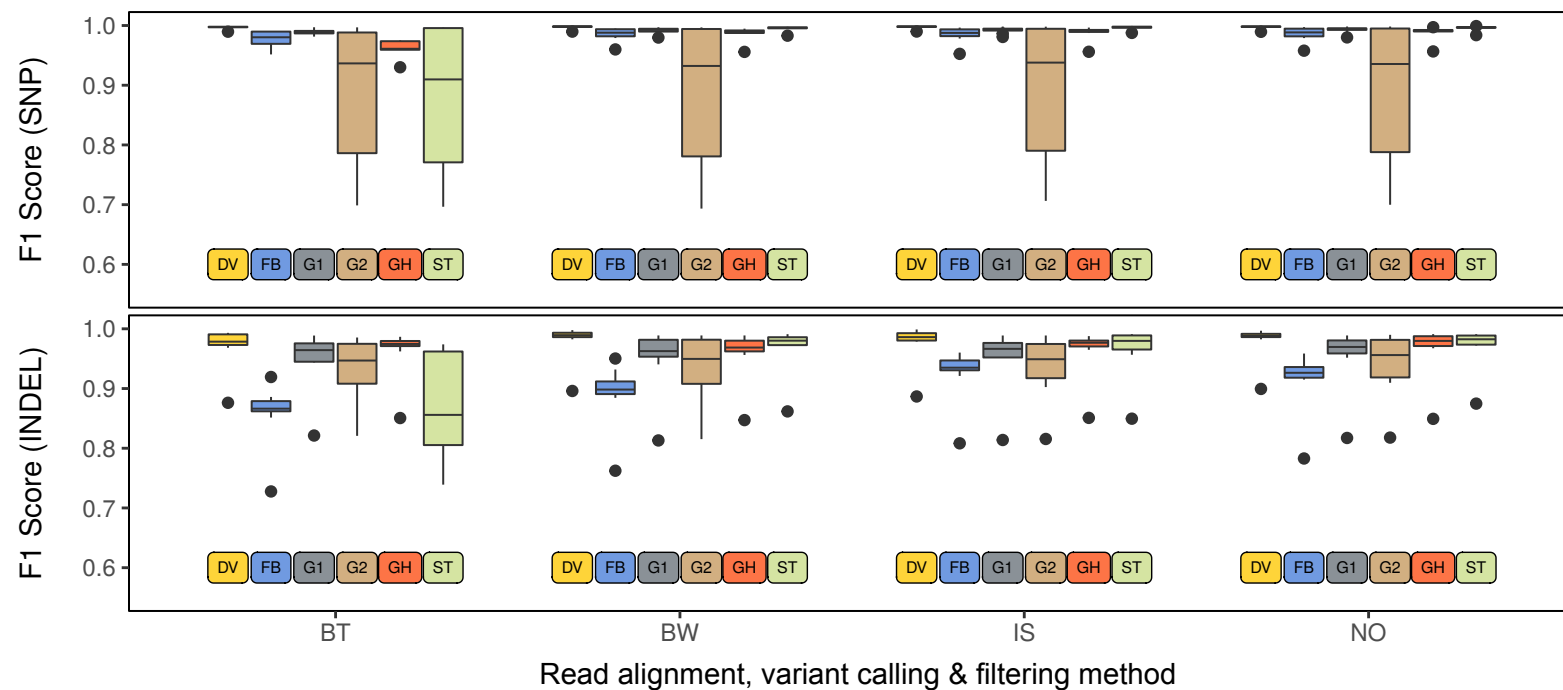 F1 Score (SNP)
1.0
0.9
0.8
0.7
0.6
DV FB G1 G2 GH ST DV FB G1 G2 GH ST DV FB G1 G2 GH ST DV FB G1 G2 GH ST
F1 Score (INDEL)
1.0
0.9
0.8
0.7
0.6
DV FB G1 G2 GH ST DV FB G1 G2 GH ST DV FB G1 G2 GH ST DV FB G1 G2 GH ST
BT BW IS NO
Read alignment, variant calling & filtering method